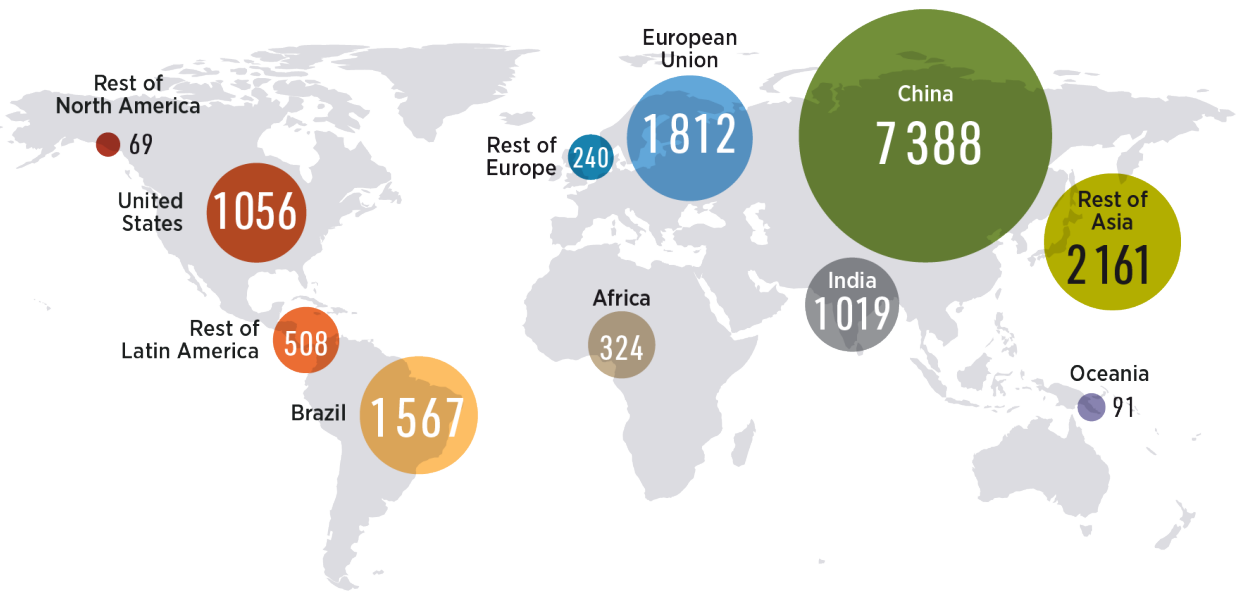 Rest of
North America
69
United
States
1056
Rest of
Latin America
508
Brazil
1567
European
Union
1812
Rest of
Europe
240
Africa
324
China
7388
India
1019
Rest of
Asia
2161
Oceania
91